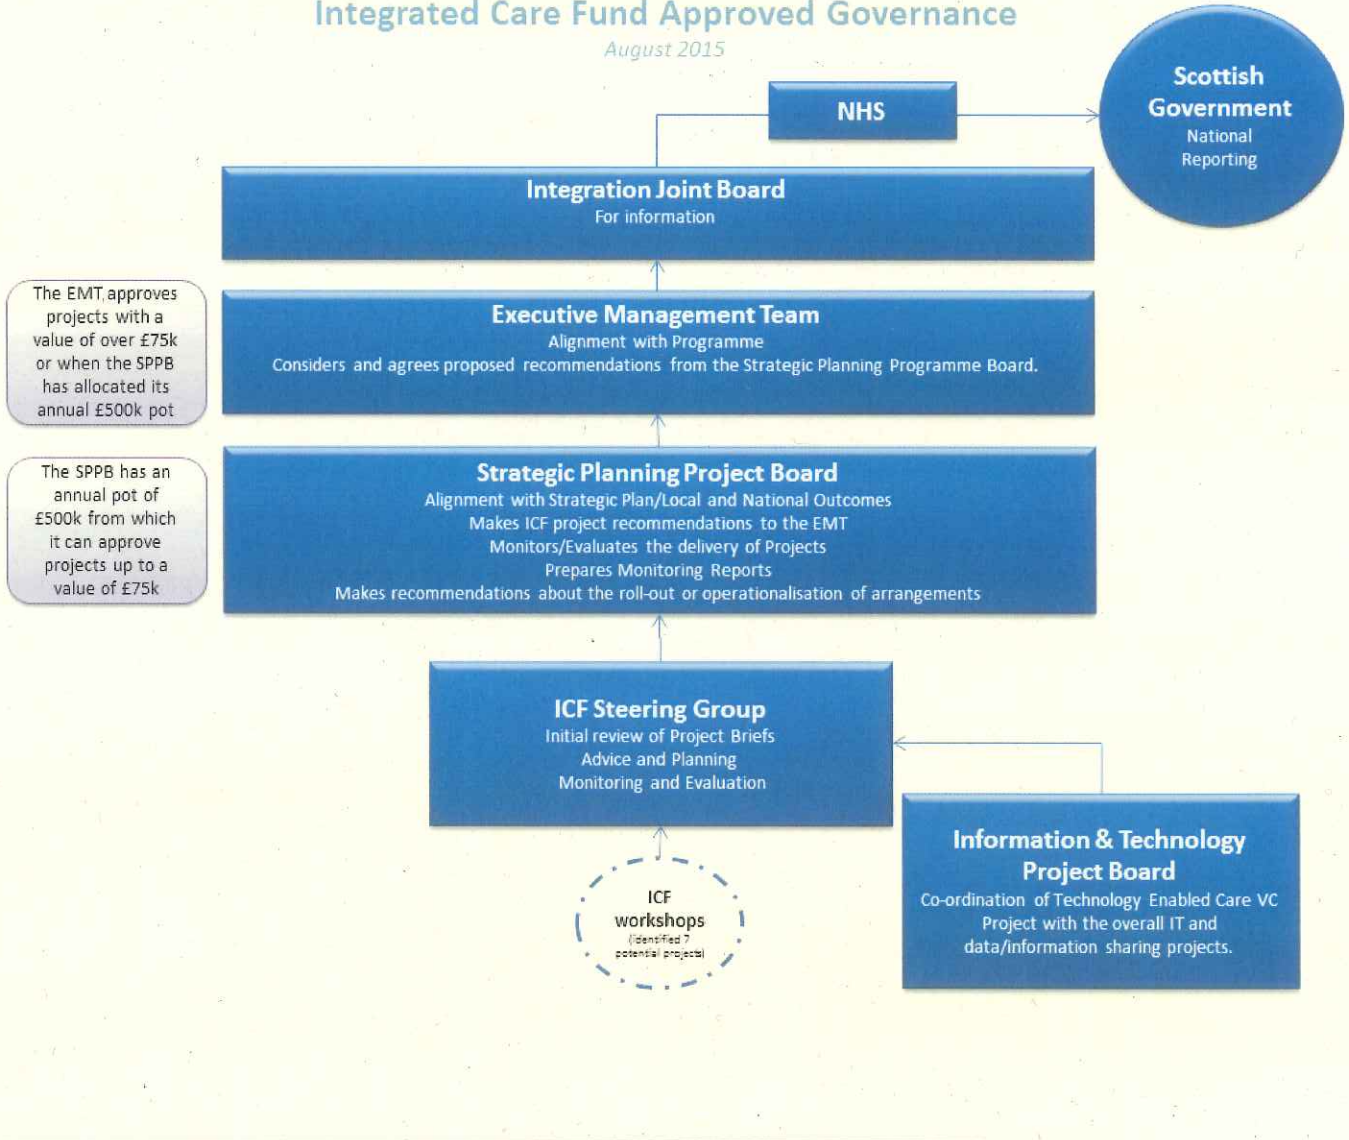 Integrated Care Fund Approved Governance
August 2015
NHS
Scottish
Government
National
Reporting
Integration Joint Board
For information
The EMT approves
projects with a
value of over £75k
or when the SPPB
has allocated its
annual £500k pot
Executive Management Team
Alignment with Programme
Considers and agrees proposed recommendations from the Strategic Planning Programme Board.
The SPPB has an
annual pot of
£500k from which
it can approve
projects up to a
value of £75k
Strategic Planning Project Board
Alignment with Strategic Plan/Local and National Outcomes
Makes ICF project recommendations to the EMT
Monitors/Evaluates the delivery of Projects
Prepares Monitoring Reports
Makes recommendations about the roll-out or operationalisation of arrangements
ICF Steering Group
Initial review of Project Briefs
Advice and Planning
Monitoring and Evaluation
Information & Technology
Project Board
Co-ordination of Technology Enabled Care VC
Project with the overall IT and
data/information sharing projects.
ICF
workshops
(identified 7
potential projects)